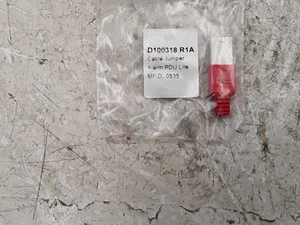 D100318 R1A
Cable Jumper
Alarm PDU Lite
MFD. 0535